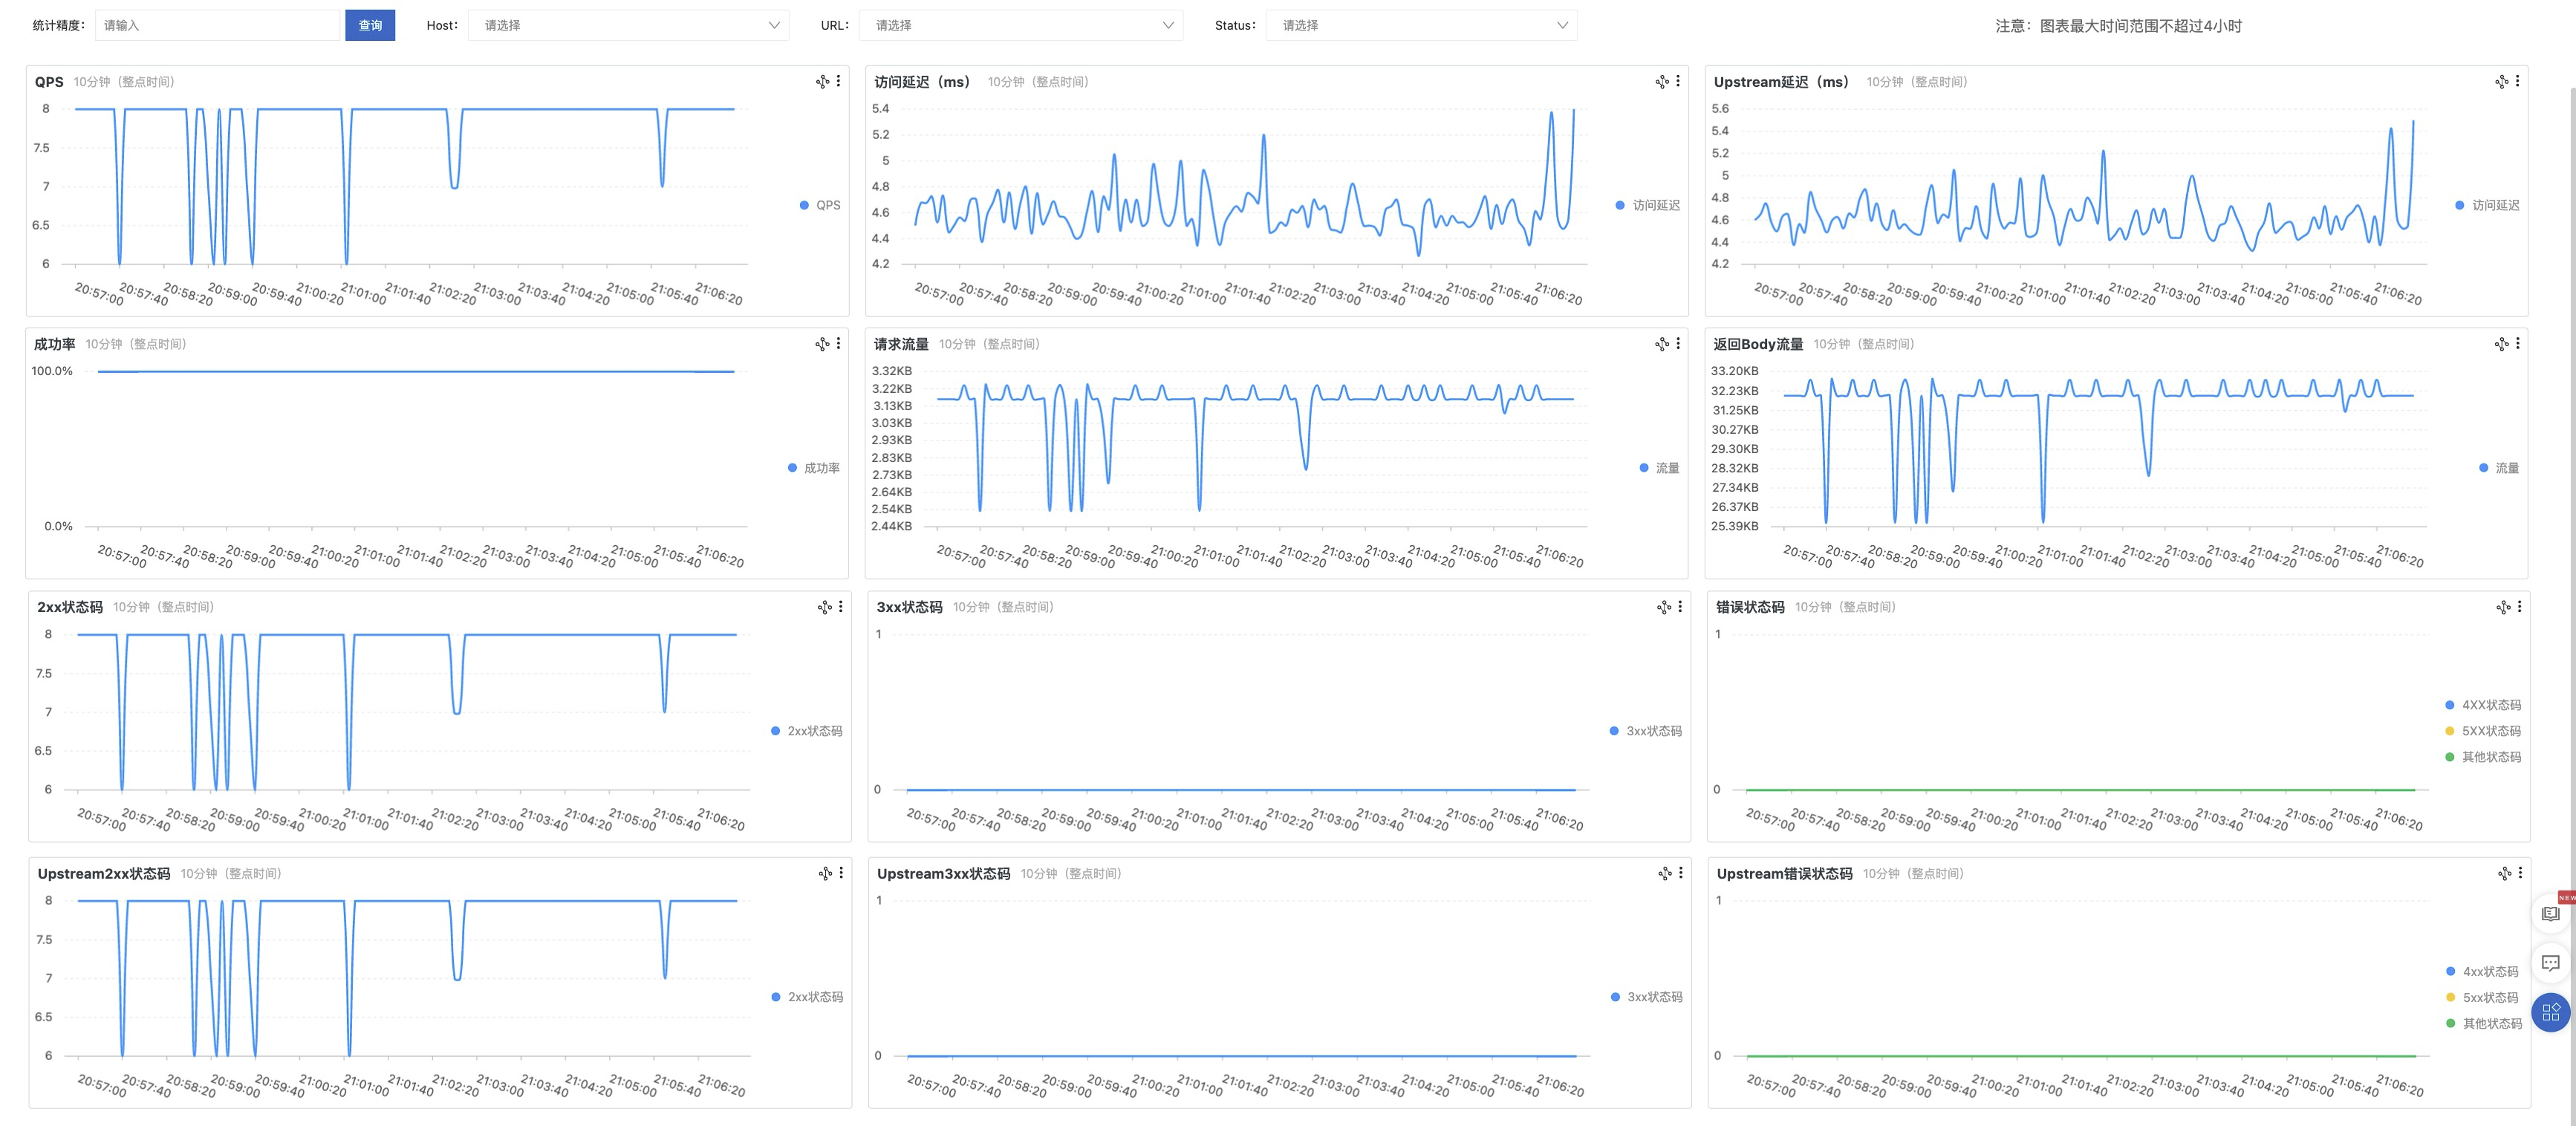 统计精度： 请输入 查询 Host： 请选择 URL： 请选择 Status： 请选择 注意：图表最大时间范围不超过4小时
QPS 10分钟（整点时间）
8
7.5
7
6.5
6
20:57:00 20:57:40 20:58:20 20:59:00 20:59:40 21:00:20 21:01:00 21:01:40 21:02:20 21:03:00 21:03:40 21:04:20 21:05:00 21:05:40 21:06:20
QPS
访问延迟（ms） 10分钟（整点时间）
5.4
5.2
5
4.8
4.6
4.4
4.2
20:57:00 20:57:40 20:58:20 20:59:00 20:59:40 21:00:20 21:01:00 21:01:40 21:02:20 21:03:00 21:03:40 21:04:20 21:05:00 21:05:40 21:06:20
访问延迟
Upstream延迟（ms） 10分钟（整点时间）
5.6
5.4
5.2
5
4.8
4.6
4.4
4.2
20:57:00 20:57:40 20:58:20 20:59:00 20:59:40 21:00:20 21:01:00 21:01:40 21:02:20 21:03:00 21:03:40 21:04:20 21:05:00 21:05:40 21:06:20
访问延迟
成功率 10分钟（整点时间）
100.0%
0.0%
20:57:00 20:57:40 20:58:20 20:59:00 20:59:40 21:00:20 21:01:00 21:01:40 21:02:20 21:03:00 21:03:40 21:04:20 21:05:00 21:05:40 21:06:20
成功率
请求流量 10分钟（整点时间）
3.32KB
3.22KB
3.13KB
3.03KB
2.93KB
2.83KB
2.73KB
2.64KB
2.54KB
2.44KB
20:57:00 20:57:40 20:58:20 20:59:00 20:59:40 21:00:20 21:01:00 21:01:40 21:02:20 21:03:00 21:03:40 21:04:20 21:05:00 21:05:40 21:06:20
流量
返回Body流量 10分钟（整点时间）
33.20KB
32.23KB
31.25KB
30.27KB
29.30KB
28.32KB
27.34KB
26.37KB
25.39KB
20:57:00 20:57:40 20:58:20 20:59:00 20:59:40 21:00:20 21:01:00 21:01:40 21:02:20 21:03:00 21:03:40 21:04:20 21:05:00 21:05:40 21:06:20
流量
2xx状态码 10分钟（整点时间）
8
7.5
7
6.5
6
20:57:00 20:57:40 20:58:20 20:59:00 20:59:40 21:00:20 21:01:00 21:01:40 21:02:20 21:03:00 21:03:40 21:04:20 21:05:00 21:05:40 21:06:20
2xx状态码
3xx状态码 10分钟（整点时间）
1
0
20:57:00 20:57:40 20:58:20 20:59:00 20:59:40 21:00:20 21:01:00 21:01:40 21:02:20 21:03:00 21:03:40 21:04:20 21:05:00 21:05:40 21:06:20
3xx状态码
错误状态码 10分钟（整点时间）
1
0
20:57:00 20:57:40 20:58:20 20:59:00 20:59:40 21:00:20 21:01:00 21:01:40 21:02:20 21:03:00 21:03:40 21:04:20 21:05:00 21:05:40 21:06:20
4XX状态码
5XX状态码
其他状态码
Upstream2xx状态码 10分钟（整点时间）
8
7.5
7
6.5
6
20:57:00 20:57:40 20:58:20 20:59:00 20:59:40 21:00:20 21:01:00 21:01:40 21:02:20 21:03:00 21:03:40 21:04:20 21:05:00 21:05:40 21:06:20
2xx状态码
Upstream3xx状态码 10分钟（整点时间）
1
0
20:57:00 20:57:40 20:58:20 20:59:00 20:59:40 21:00:20 21:01:00 21:01:40 21:02:20 21:03:00 21:03:40 21:04:20 21:05:00 21:05:40 21:06:20
3xx状态码
Upstream错误状态码 10分钟（整点时间）
1
0
20:57:00 20:57:40 20:58:20 20:59:00 20:59:40 21:00:20 21:01:00 21:01:40 21:02:20 21:03:00 21:03:40 21:04:20 21:05:00 21:05:40 21:06:20
4xx状态码
5xx状态码
其他状态码
NEW